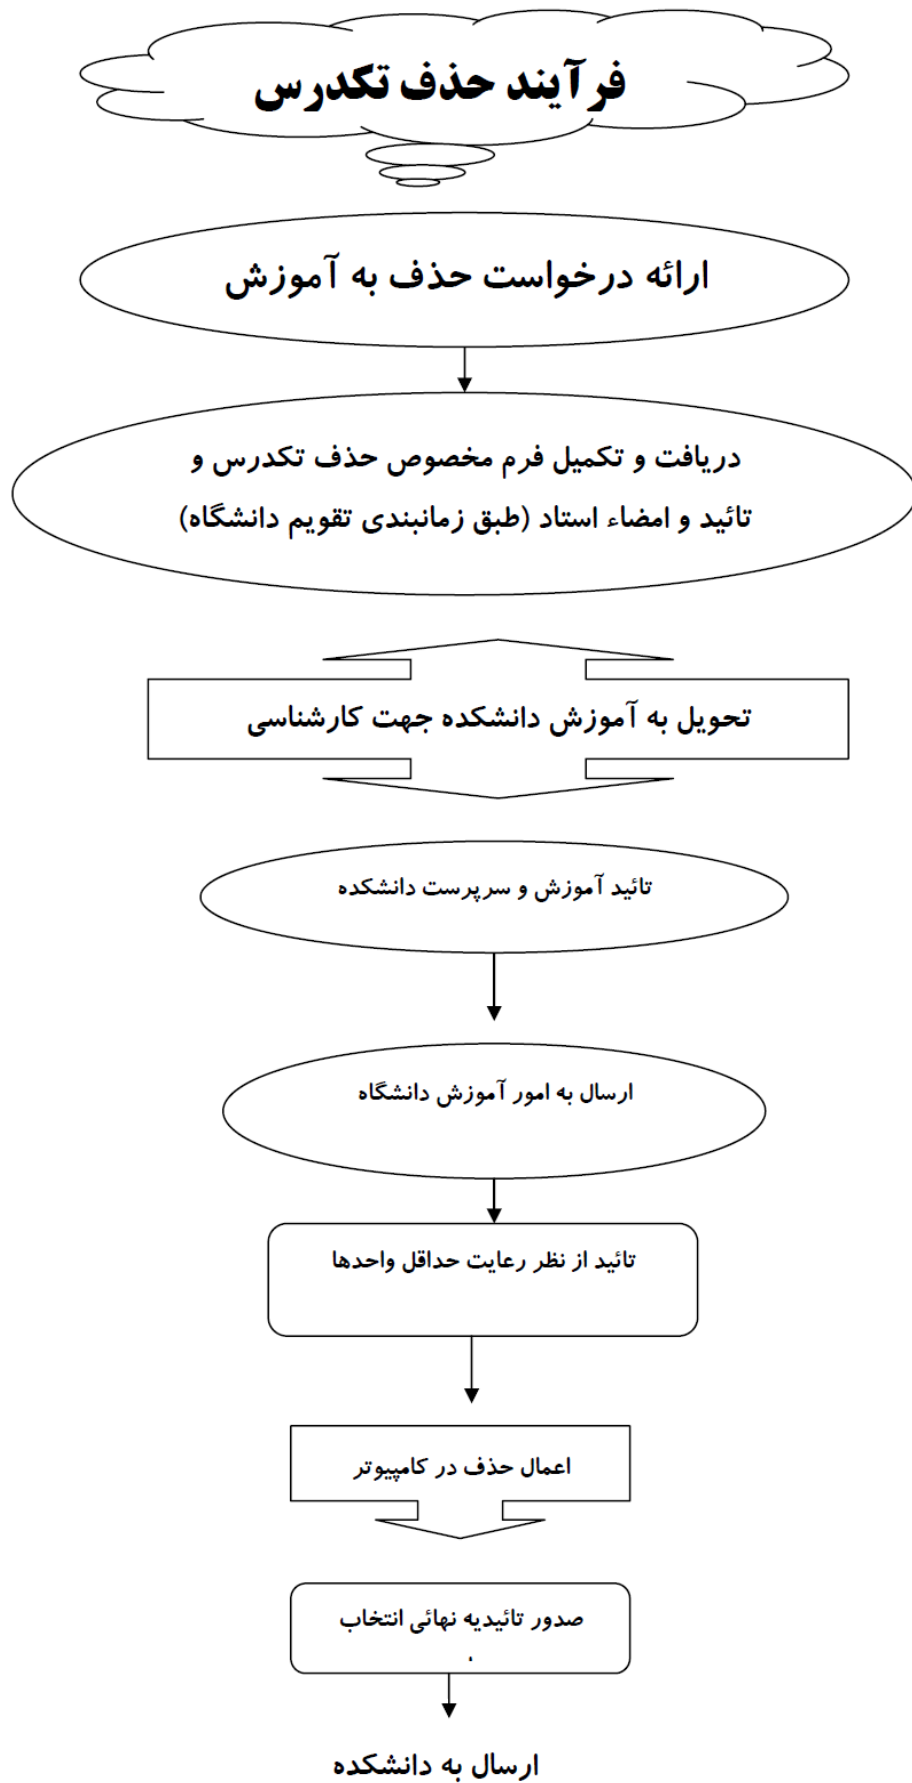 فرآیند حذف تکدرس
ارائه درخواست حذف به آموزش
دریافت و تکمیل فرم مخصوص حذف تکدرس و
تائید و امضاء استاد (طبق زمانبندی تقویم دانشگاه)
تحویل به آموزش دانشکده جهت کارشناسی
تائید آموزش و سرپرست دانشکده
ارسال به امور آموزش دانشگاه
تائید از نظر رعایت حداقل واحدها
اعمال حذف در کامپیوتر
صدور تائیدیه نهائی انتخاب
ارسال به دانشکده